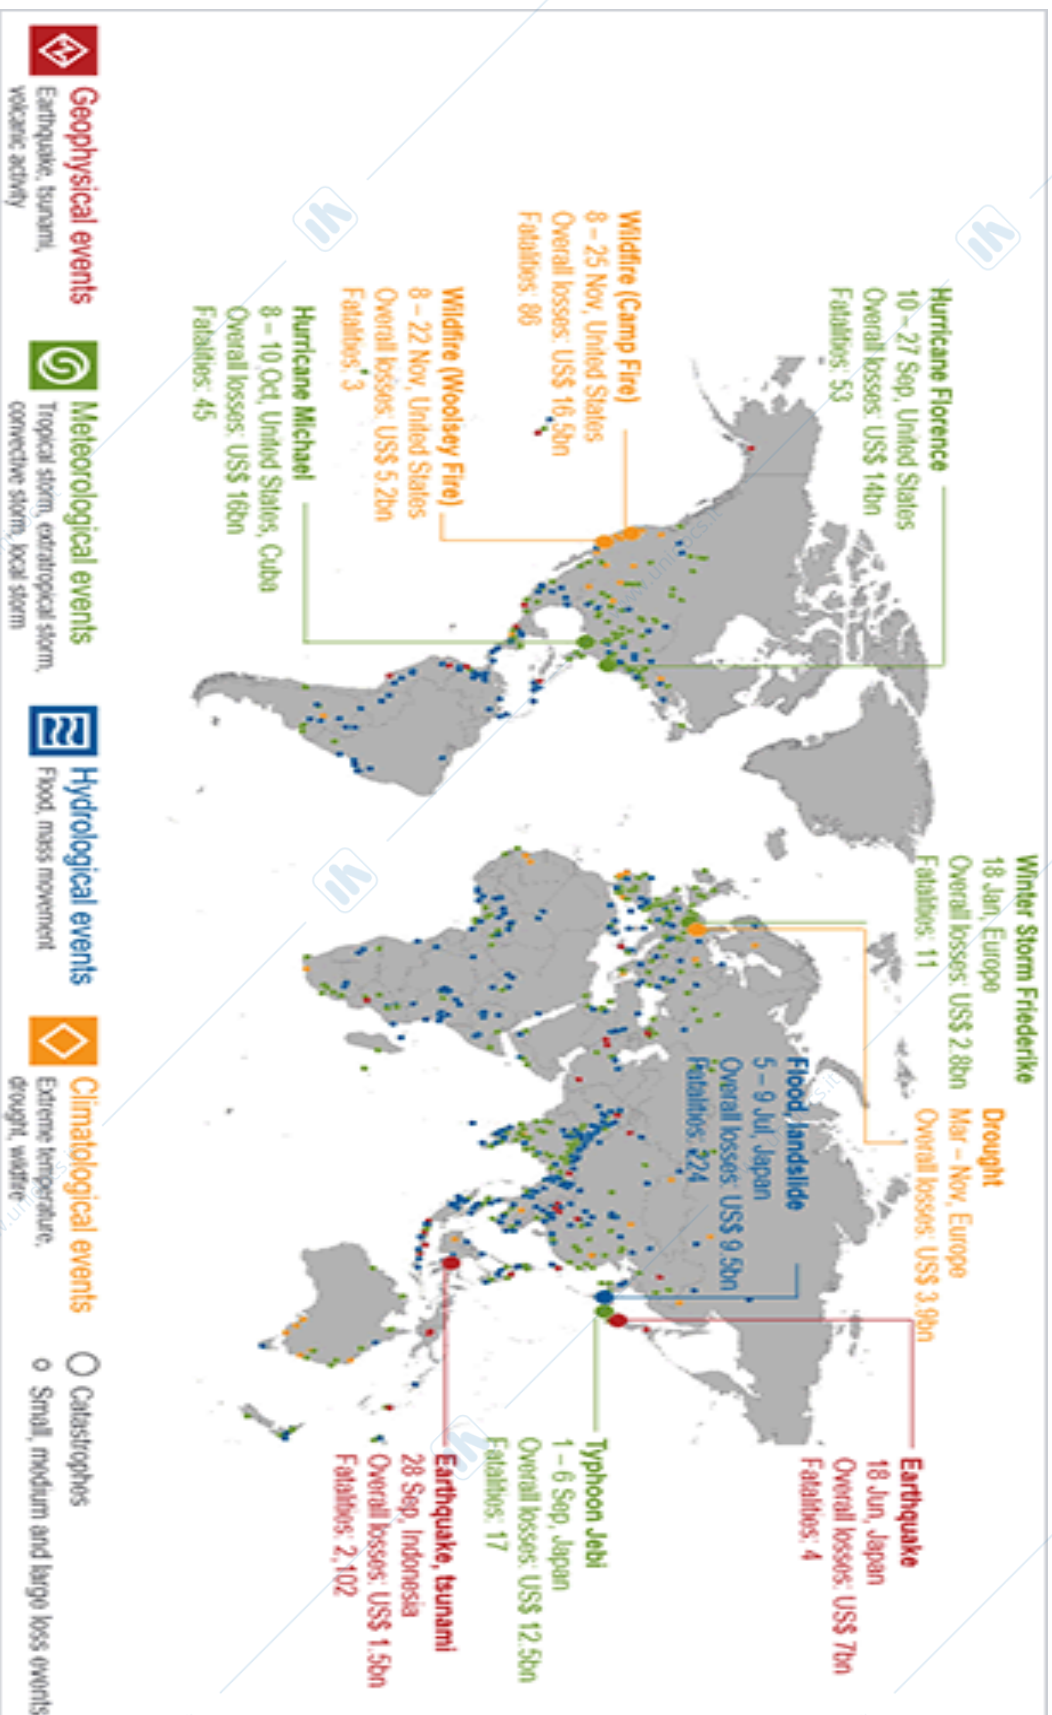 Hurricane Florence
10 – 27 Sep, United States
Overall losses: US$ 14bn
Fatalities: 53
Winter Storm Friederike
18 Jan, Europe
Overall losses: US$ 2.8bn
Fatalities: 11
Drought
Mar – Nov, Europe
Overall losses: US$ 3.9bn
Earthquake
18 Jun, Japan
Overall losses: US$ 7bn
Fatalities: 4
Flood, landslide
5 – 9 Jul, Japan
Overall losses: US$ 9.5bn
Fatalities: 224
Wildfire (Camp Fire)
8 – 25 Nov, United States
Overall losses: US$ 16.5bn
Fatalities: 86
Typhoon Jebi
1 – 6 Sep, Japan
Overall losses: US$ 12.5bn
Fatalities: 17
Wildfire (Woolsey Fire)
8 – 22 Nov, United States
Overall losses: US$ 5.2bn
Fatalities: 3
Earthquake, tsunami
28 Sep, Indonesia
Overall losses: US$ 1.5bn
Fatalities: 2,102
Hurricane Michael
8 – 10 Oct, United States, Cuba
Overall losses: US$ 16bn
Fatalities: 45
Geophysical events
Earthquake, tsunami,
volcanic activity
Meteorological events
Tropical storm, extratropical storm,
convective storm, local storm
Hydrological events
Flood, mass movement
Climatological events
Extreme temperature,
drought, wildfire
Catastrophes
Small, medium and large loss events